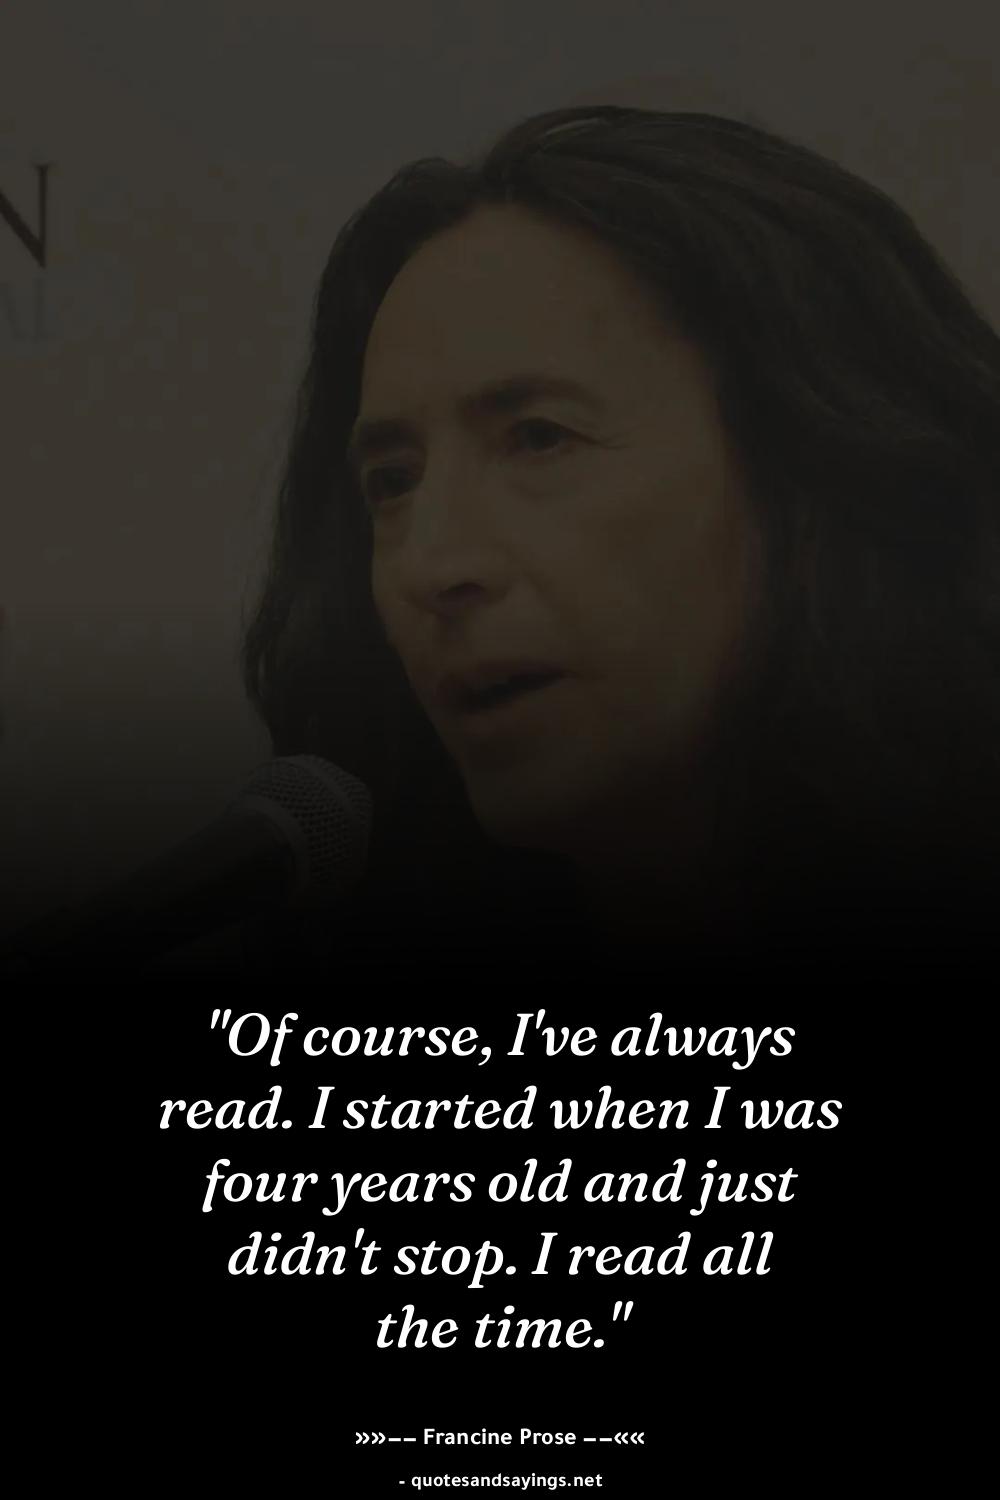 N
"Of course, I've always
read. I started when I was
four years old and just
didn't stop. I read all
the time."
»»−− Francine Prose −−««
- quotesandsayings.net